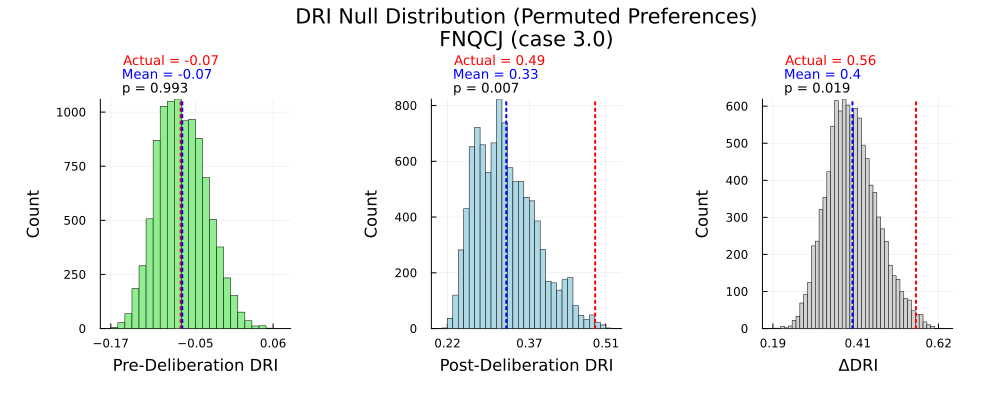 DRI Null Distribution (Permuted Preferences)
FNQCJ (case 3.0)
Actual = -0.07
Mean = -0.07
p = 0.993
Count
1000
750
500
250
0
−0.17
−0.05
0.06
Pre-Deliberation DRI
Actual = 0.49
Mean = 0.33
p = 0.007
Count
800
600
400
200
0
0.22
0.37
0.51
Post-Deliberation DRI
Actual = 0.56
Mean = 0.4
p = 0.019
Count
600
500
400
300
200
100
0
0.19
0.41
0.62
ΔDRI